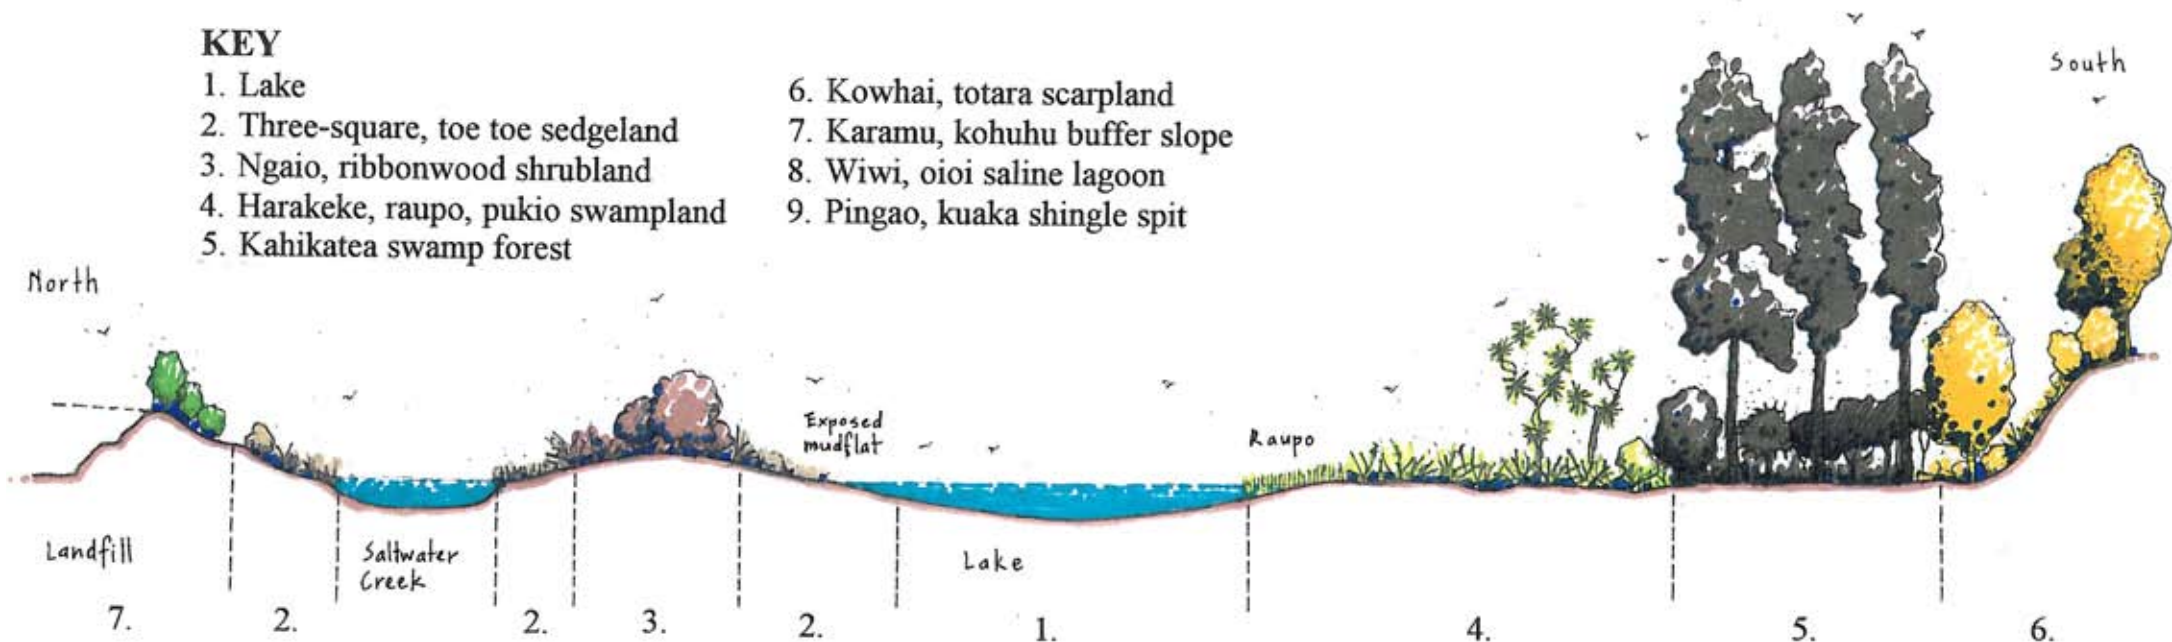 KEY
1. Lake
2. Three-square, toe toe sedgeland
3. Ngaio, ribbonwood shrubland
4. Harakeke, raupo, pukio swampland
5. Kahikatea swamp forest
6. Kowhai, totara scarpland
7. Karamu, kohuhu buffer slope
8. Wiwi, oioi saline lagoon
9. Pingao, kuaka shingle spit
South
North
Exposed
mudflat
Raupo
Landfill
Saltwater
Creek
Lake
7. 2. 2. 3. 2. 1. 4. 5. 6.